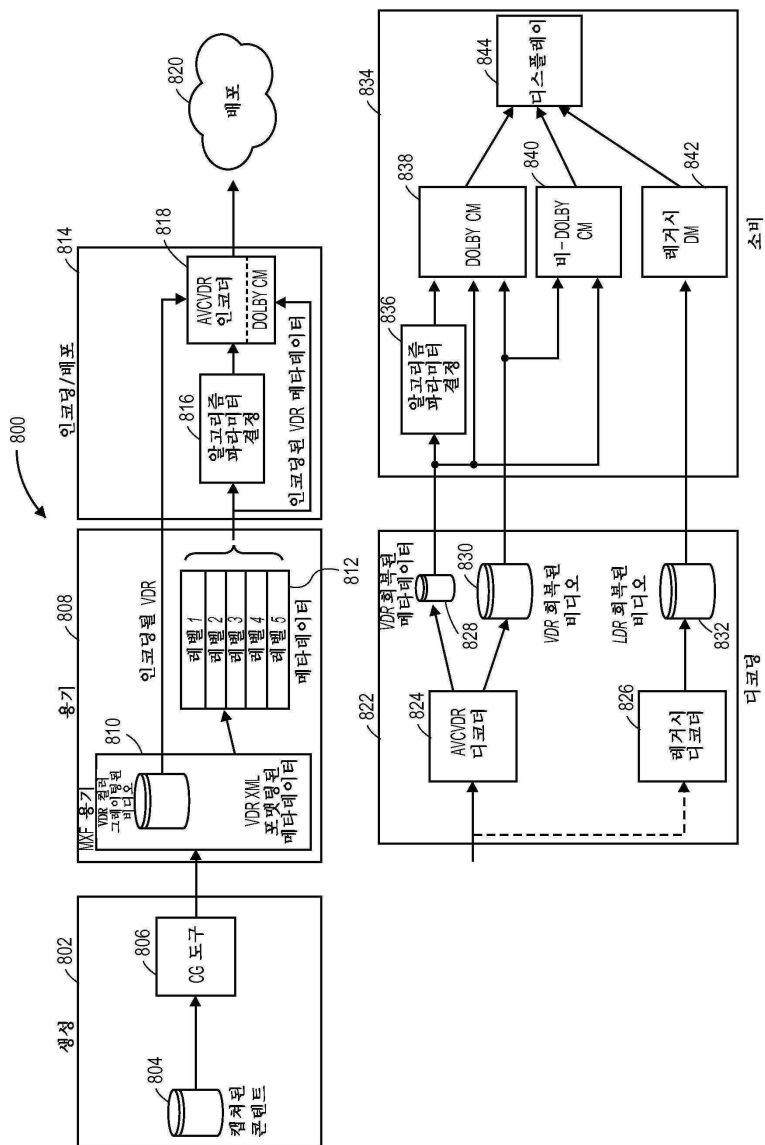 800
생성
802
804
캡쳐된
콘텐트
806
CG 도구
용기
808
MXF 용기
810
VDR 컬러
그레이팅된
비디오
VDR XML
포맷팅된
메타데이터
인코딩될 VDR
레벨 1
레벨 2
레벨 3
레벨 4
레벨 5
메타데이터
812
인코딩/배포
814
816
알고리즘
파라미터
결정
818
AVCVDR
인코더
DOLBY CM
인코딩된 VDR 메타데이터
820
배포
822
824
AVCVDR
디코더
826
레거시
디코더
VDR 회복된
메타데이터
828
830
VDR 회복된
비디오
LDR 회복된
비디오
832
디코딩
834
836
알고리즘
파라미터
결정
838
DOLBY CM
840
비-DOLBY
CM
842
레거시
DM
844
디스플레이
소비